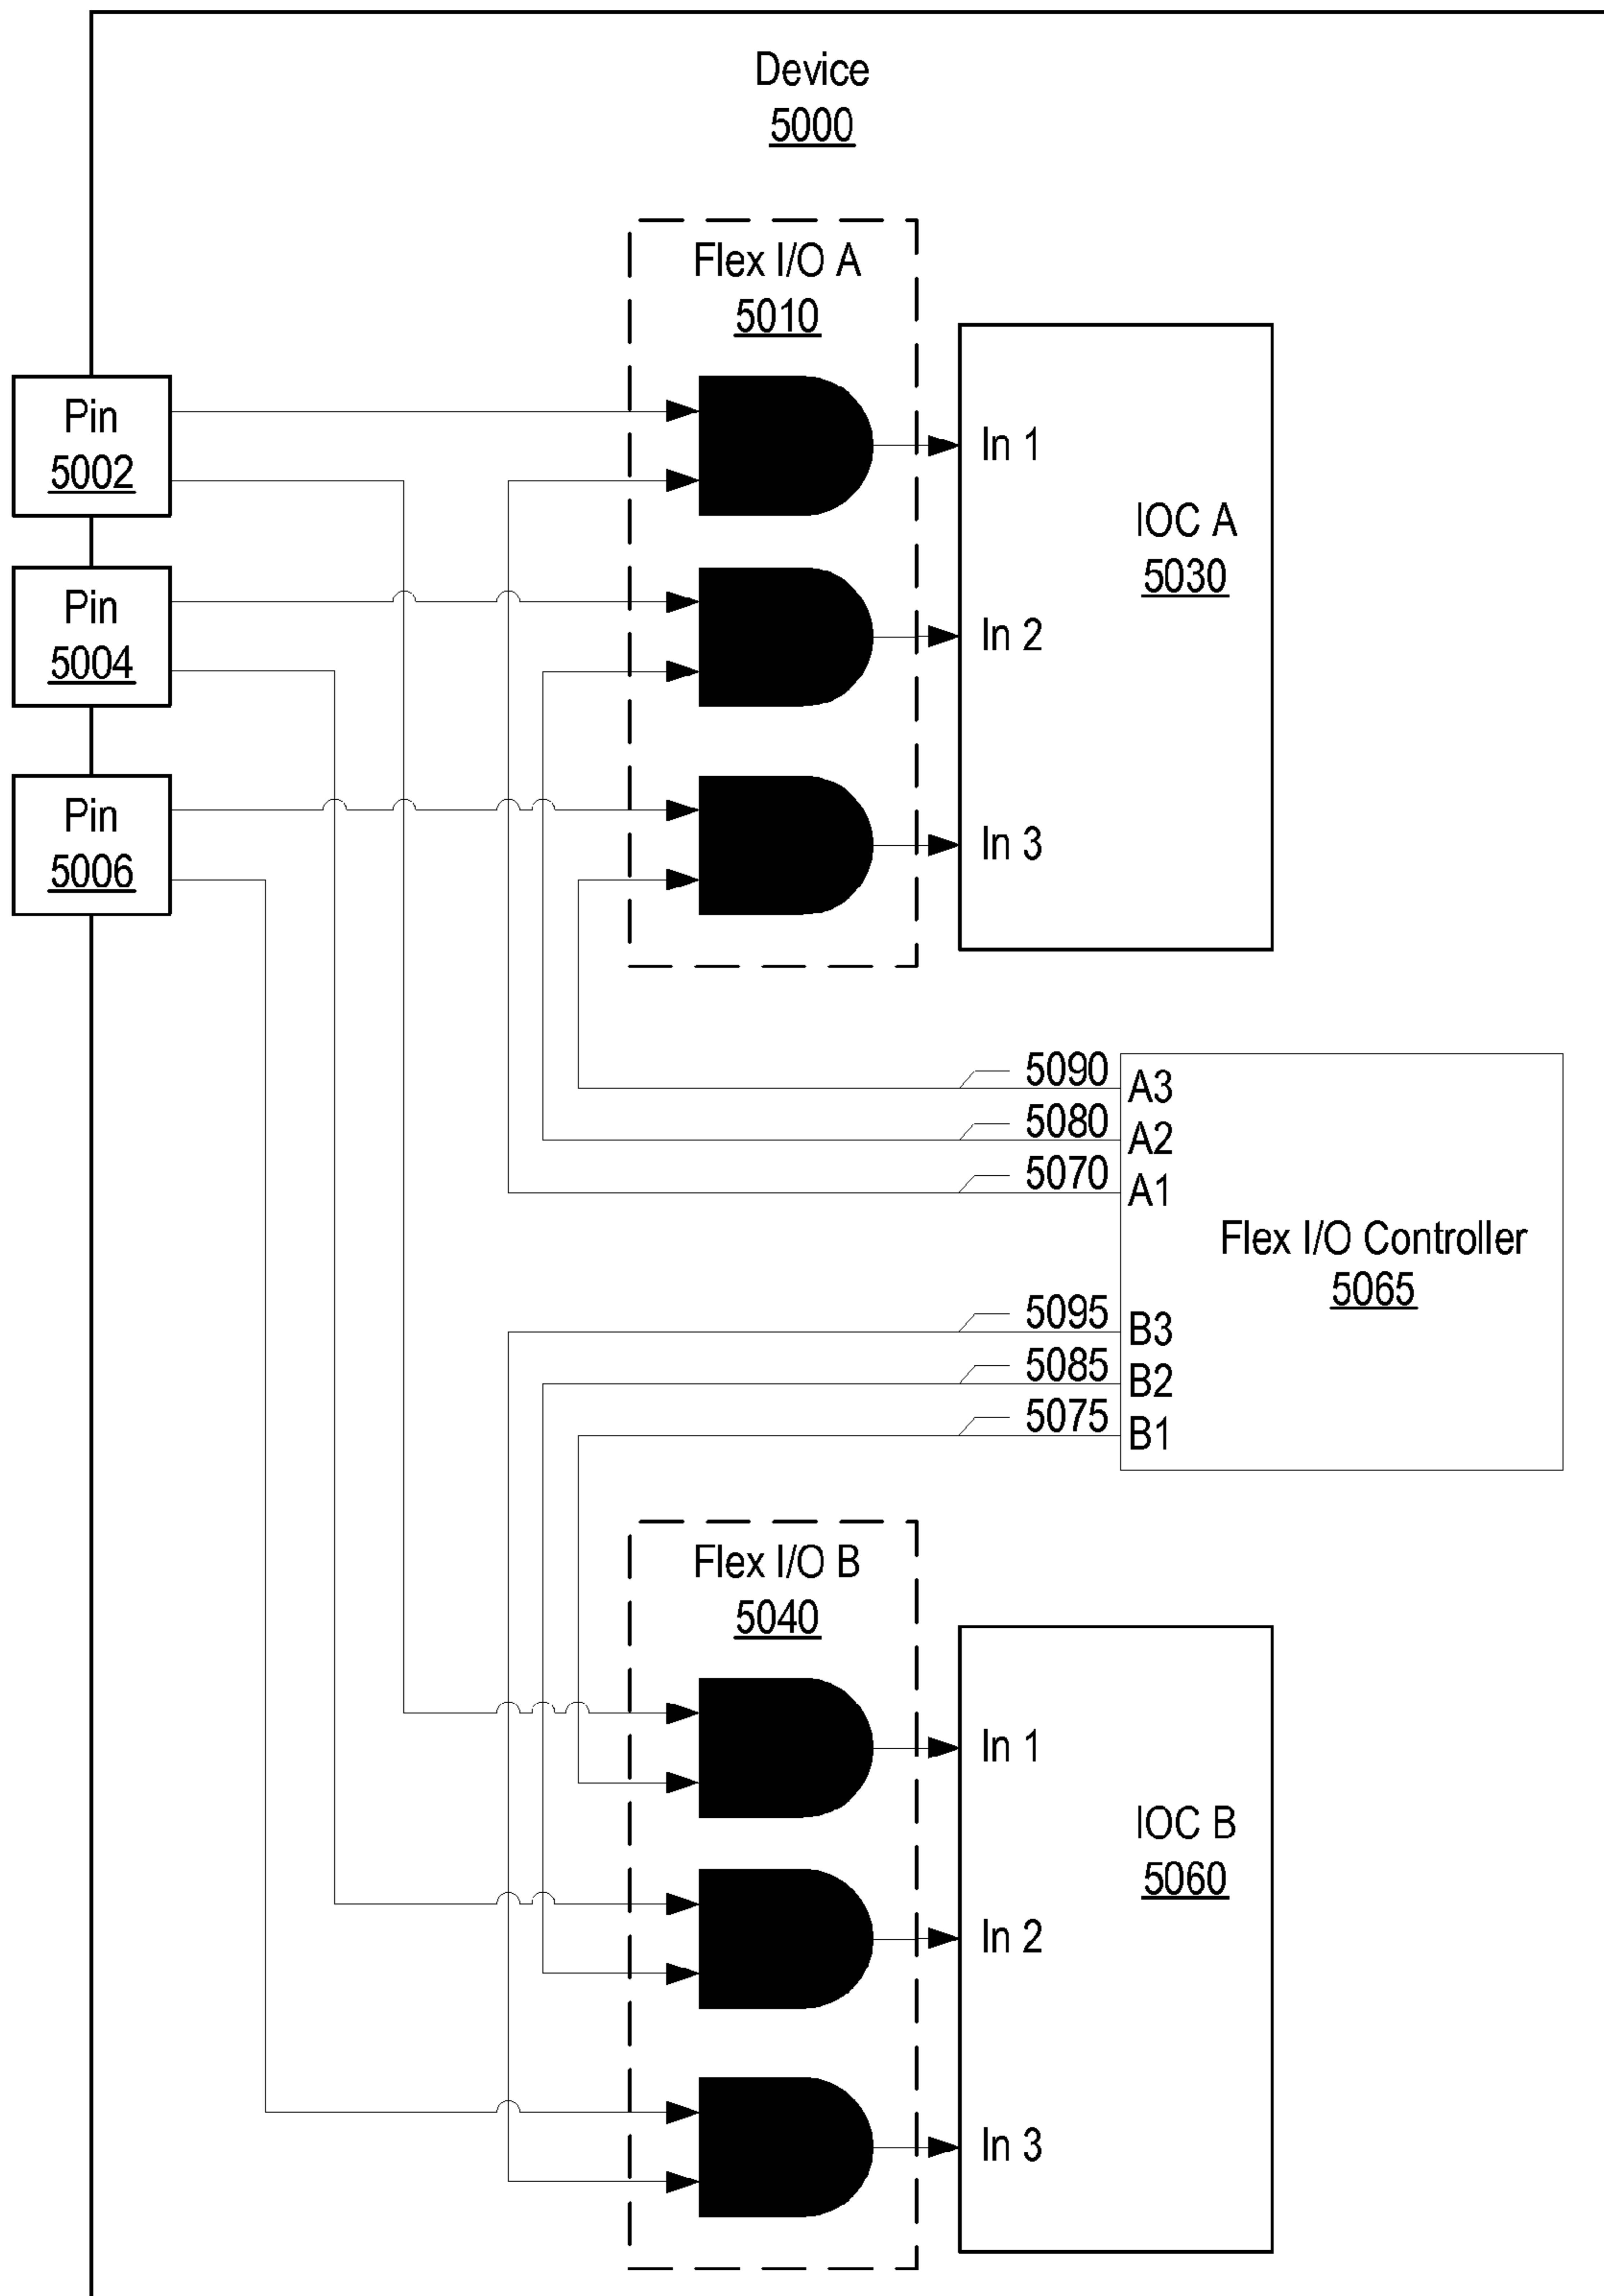 Device
5000
Flex I/O A
5010
Pin
5002
In 1
IOC A
5030
Pin
5004
In 2
Pin
5006
In 3
5090
A3
5080
A2
5070
A1
Flex I/O Controller
5065
5095
B3
5085
B2
5075
B1
Flex I/O B
5040
In 1
IOC B
5060
In 2
In 3